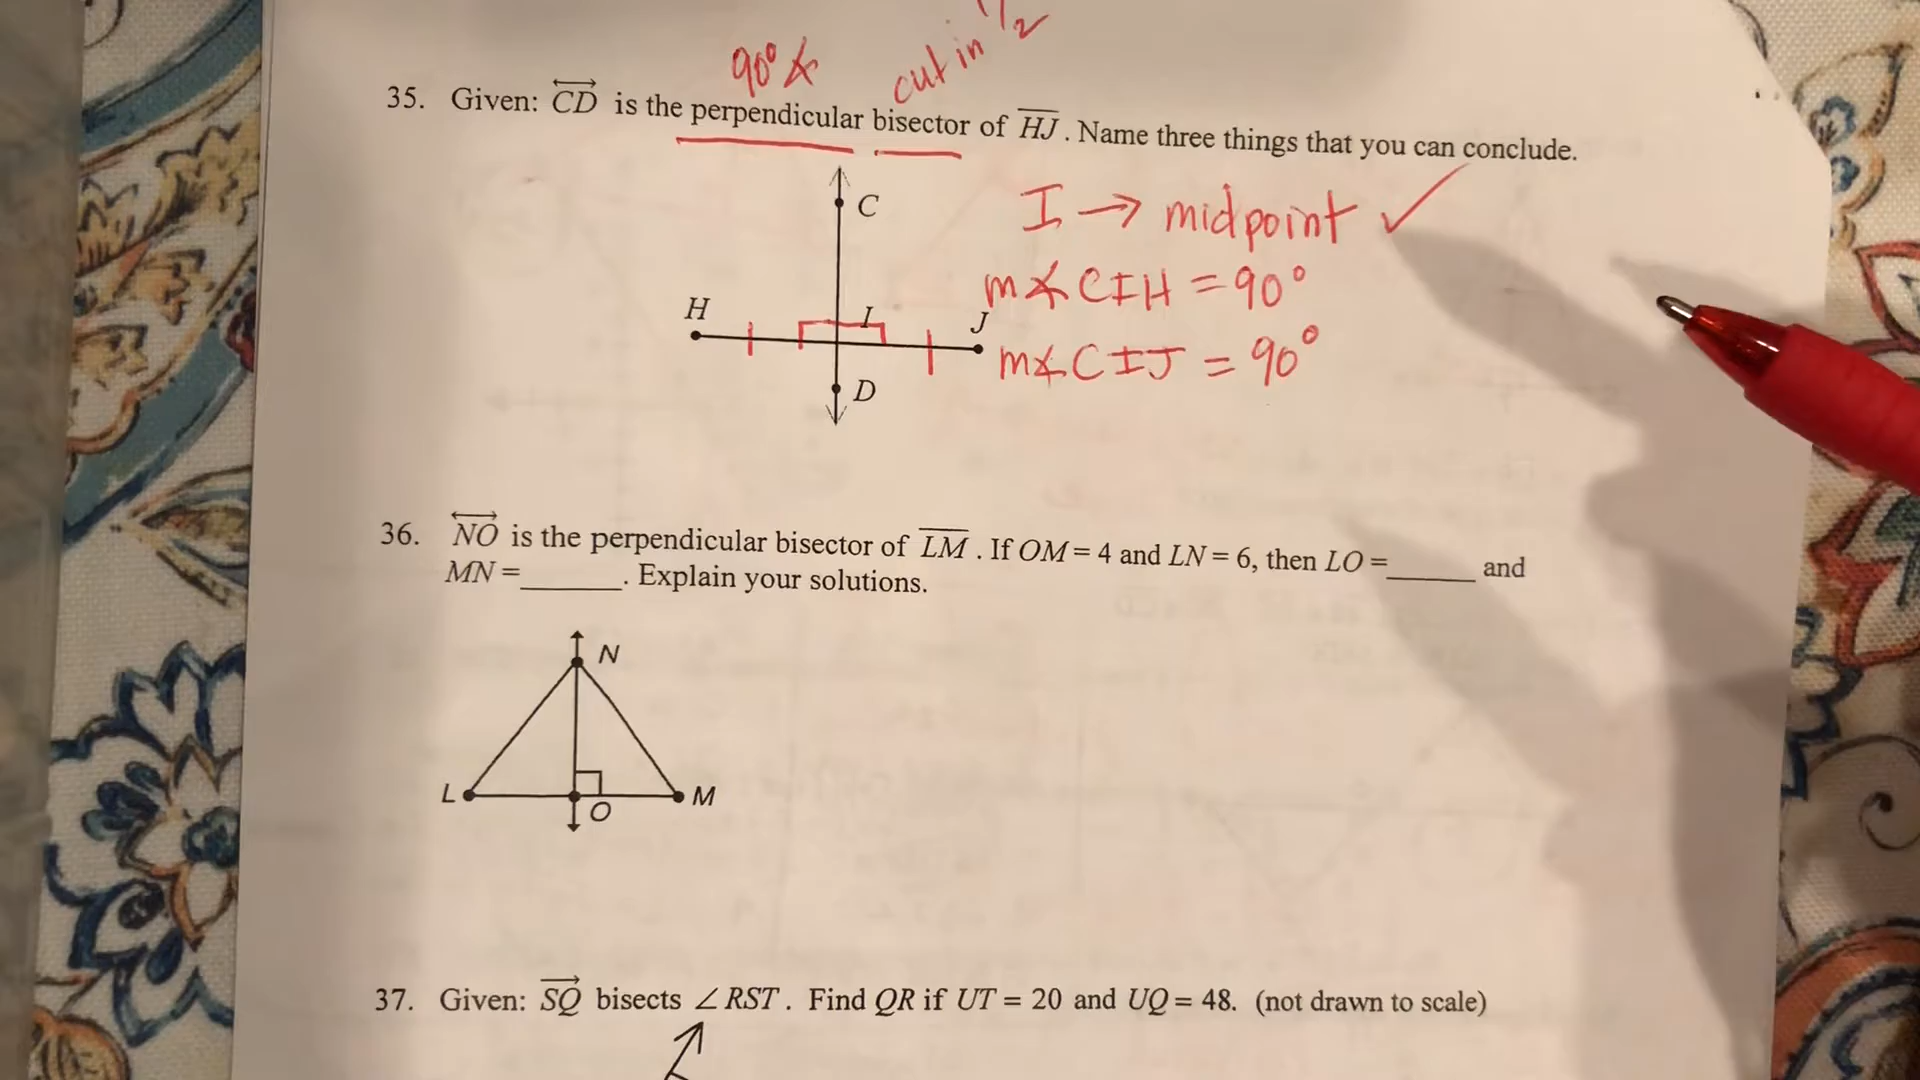 90° ∡ cut in 1/2
35. Given: CD is the perpendicular bisector of HJ. Name three things that you can conclude.
C
I → midpoint ✓
m∡CIH = 90°
H I J
m∡CIJ = 90°
D
36. NO is the perpendicular bisector of LM. If OM = 4 and LN = 6, then LO = ______ and
MN = ______. Explain your solutions.
N
L O M
37. Given: SQ bisects ∠RST. Find QR if UT = 20 and UQ = 48. (not drawn to scale)